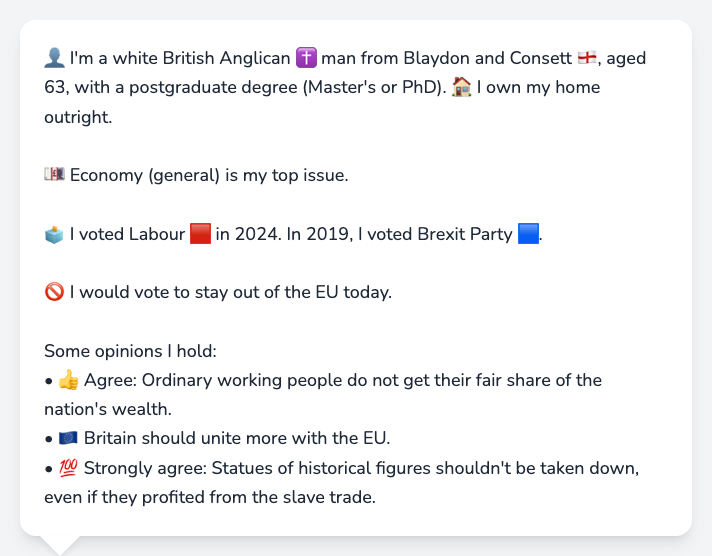 👤 I'm a white British Anglican ✝️ man from Blaydon and Consett 🏴󠁧󠁢󠁥󠁮󠁧󠁿, aged
63, with a postgraduate degree (Master's or PhD). 🏠 I own my home
outright.
💷 Economy (general) is my top issue.
🗳️ I voted Labour 🟥 in 2024. In 2019, I voted Brexit Party 🟦.
🚫 I would vote to stay out of the EU today.
Some opinions I hold:
• 👍 Agree: Ordinary working people do not get their fair share of the
nation's wealth.
• 🇪🇺 Britain should unite more with the EU.
• 💯 Strongly agree: Statues of historical figures shouldn't be taken down,
even if they profited from the slave trade.